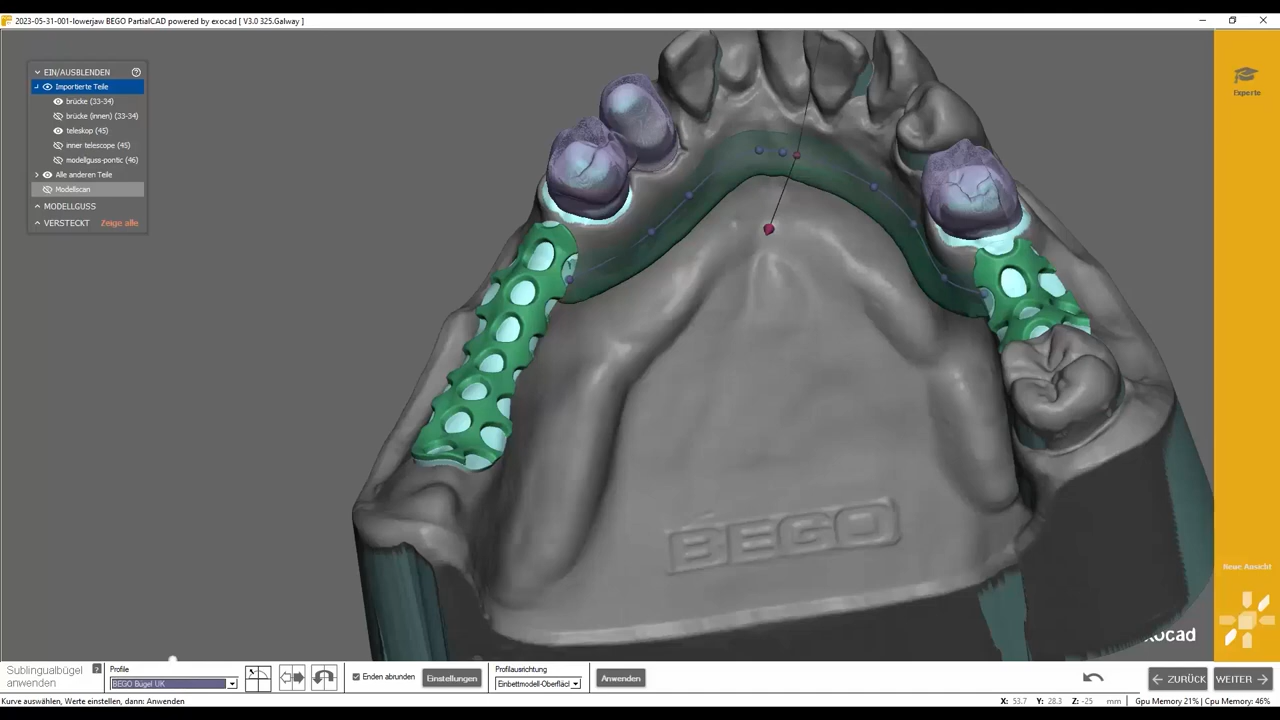 2023-05-31-001-lowerjaw BEGO PartialCAD powered by exocad [ V3.0 325.Galway ]
EIN/AUSBLENDEN
Importierte Teile
brücke (33-34)
brücke (innen) (33-34)
teleskop (45)
inner telescope (45)
modellguss-pontic (46)
Alle anderen Teile
Modellscan
MODELLGUSS
VERSTECKT Zeige alle
Experte
BEGO
Neue Ansicht
exocad
Sublingualbügel anwenden
Profile
BEGO Bügel UK
Enden abrunden
Einstellungen
Profilausrichtung
Einbettmodell-Oberfläcl
Anwenden
ZURÜCK
WEITER
Kurve auswählen, Werte einstellen, dann: Anwenden
X: 53.7 Y: 28.3 Z: -25 mm Gpu Memory 21% | Cpu Memory: 46%